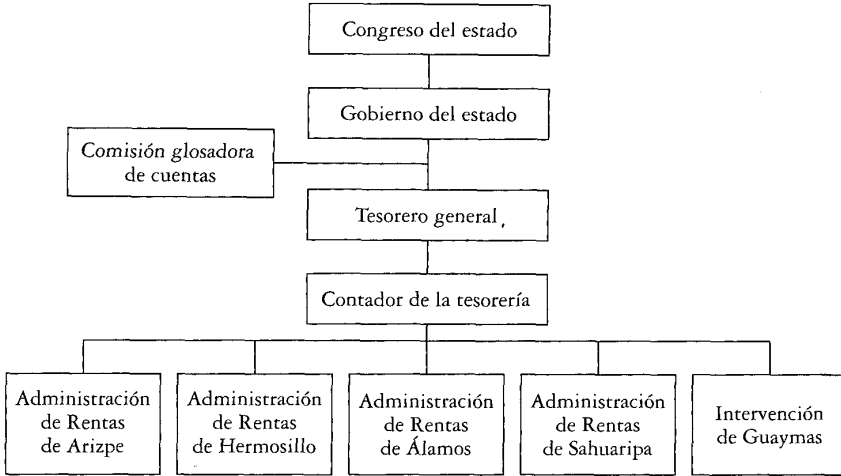 Congreso del estado
Gobierno del estado
Comisión glosadora
de cuentas
Tesorero general
Contador de la tesorería
Administración
de Rentas
de Arizpe
Administración
de Rentas
de Hermosillo
Administración
de Rentas
de Álamos
Administración
de Rentas
de Sahuaripa
Intervención
de Guaymas